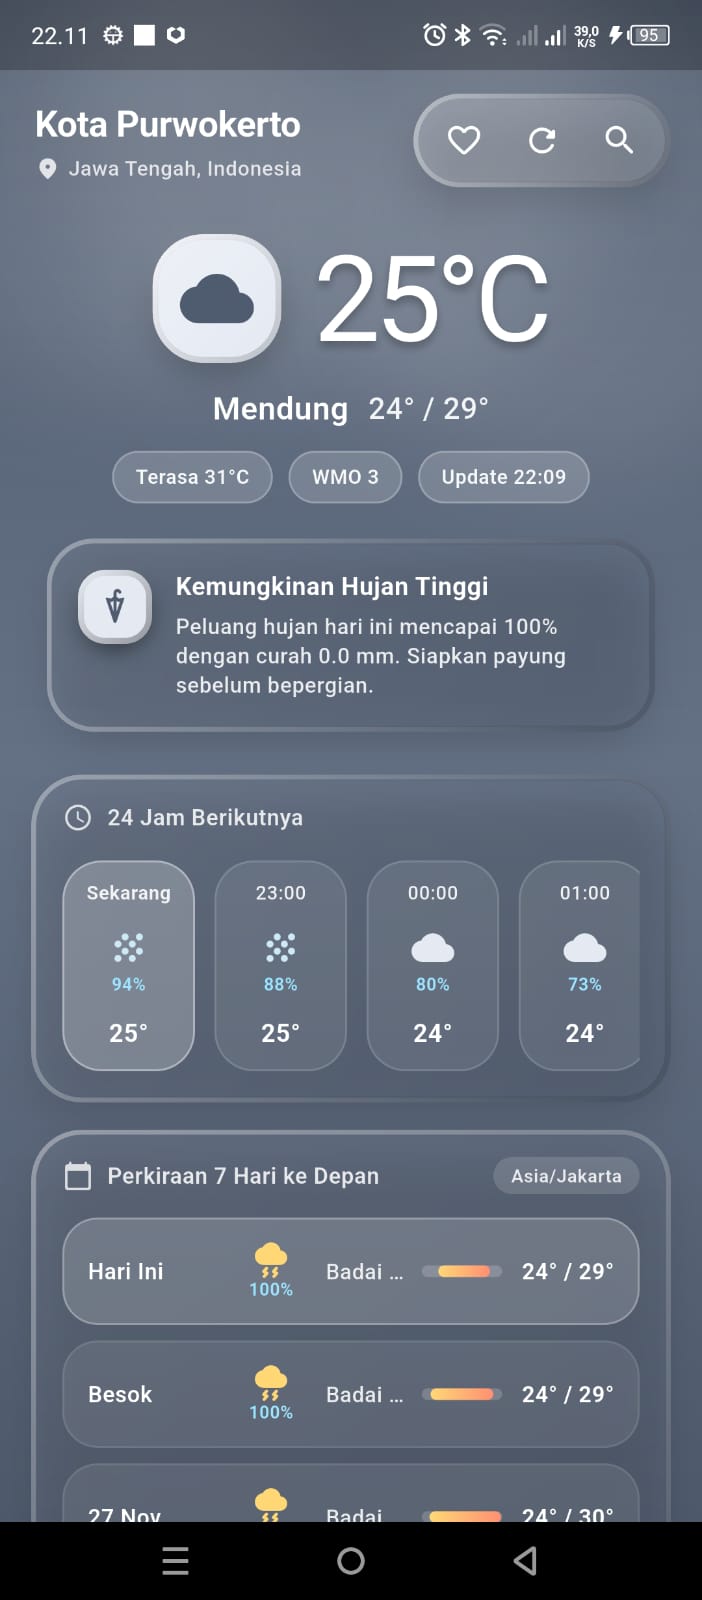 22.11
39,0
K/S
95
Kota Purwokerto
Jawa Tengah, Indonesia
25°C
Mendung 24° / 29°
Terasa 31°C
WMO 3
Update 22:09
Kemungkinan Hujan Tinggi
Peluang hujan hari ini mencapai 100%
dengan curah 0.0 mm. Siapkan payung
sebelum bepergian.
24 Jam Berikutnya
Sekarang
94%
25°
23:00
88%
25°
00:00
80%
24°
01:00
73%
24°
Perkiraan 7 Hari ke Depan
Asia/Jakarta
Hari Ini
100%
Badai ...
24° / 29°
Besok
100%
Badai ...
24° / 29°
27 Nov
Badai
24° / 30°